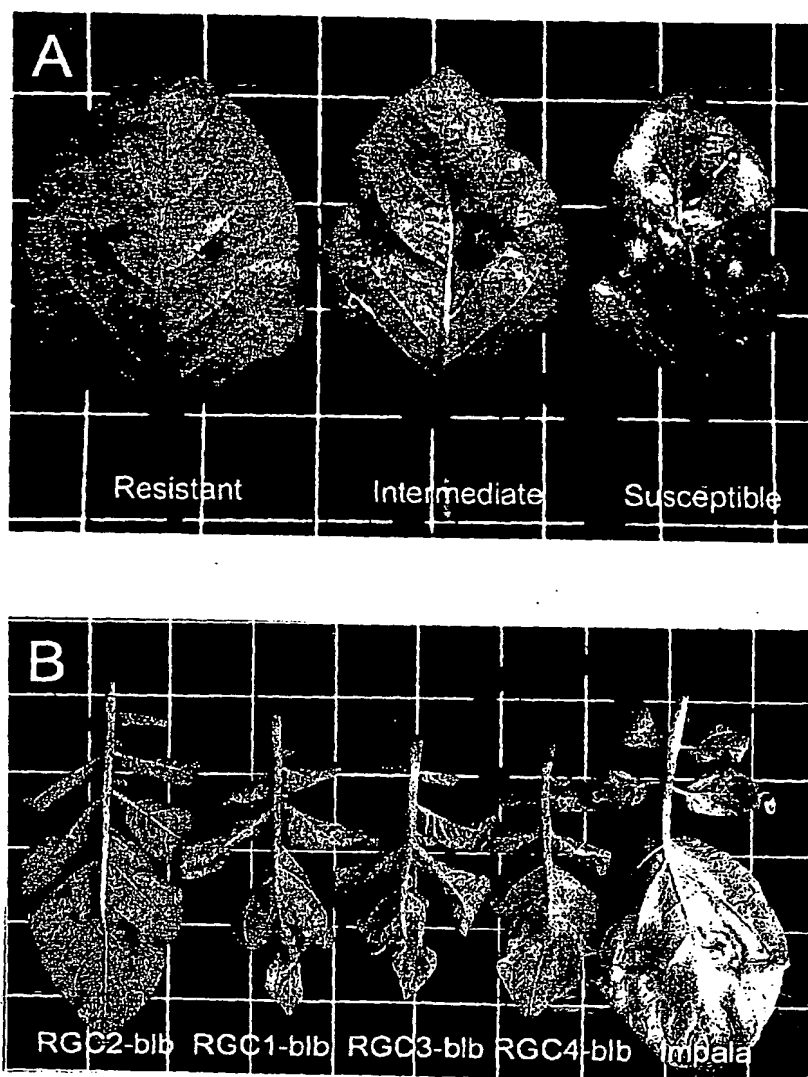 A
Resistant Intermediate Susceptible
B
RGC2-blb RGC1-blb RGC3-blb RGC4-blb Impala